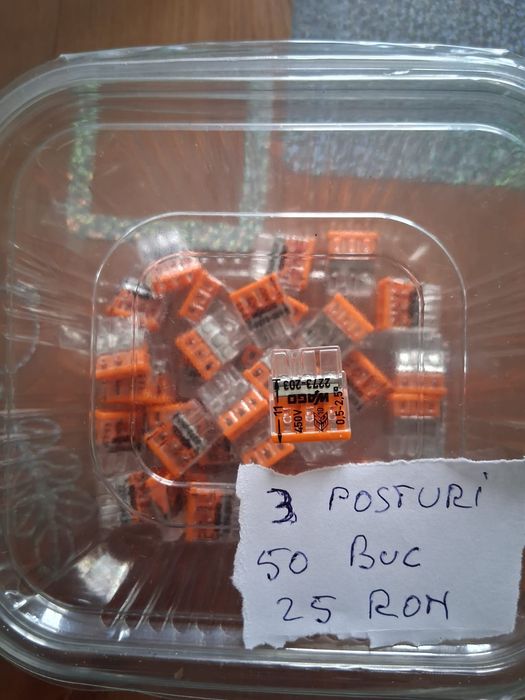 2273-203
WAGO
11
450V
0,5-2,5°
3 POSTURI
50 BUC
25 RON